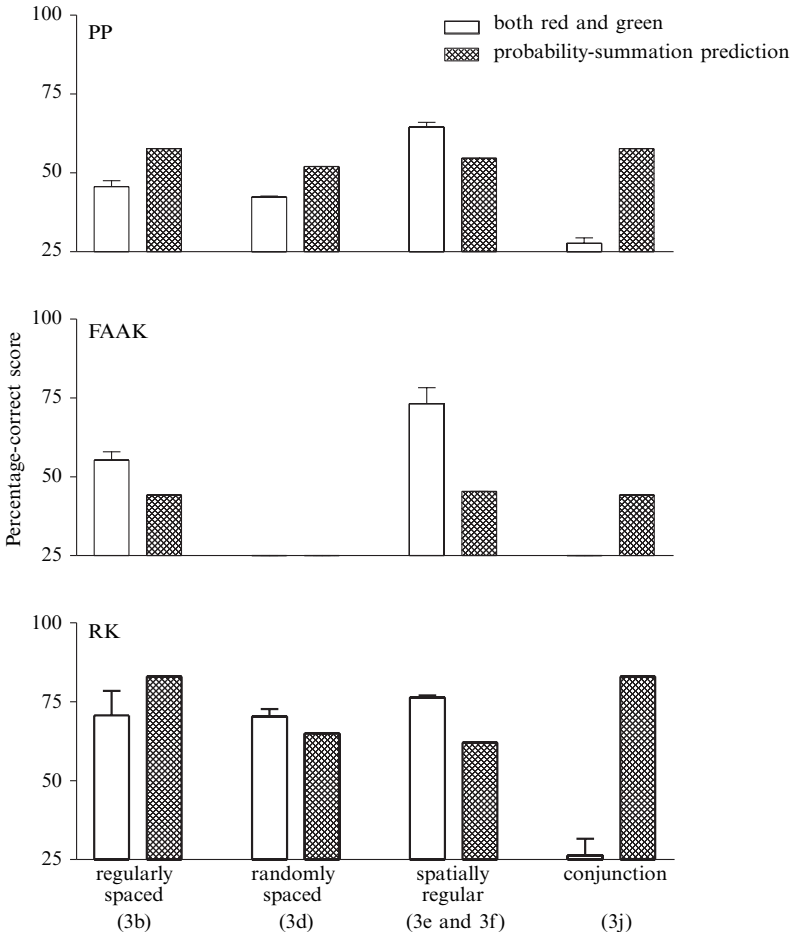 100
PP
both red and green
probability-summation prediction
75
50
25
100
FAAK
75
50
25
Percentage-correct score
100
RK
75
50
25
regularly spaced
randomly spaced
spatially regular
conjunction
(3b)
(3d)
(3e and 3f)
(3j)